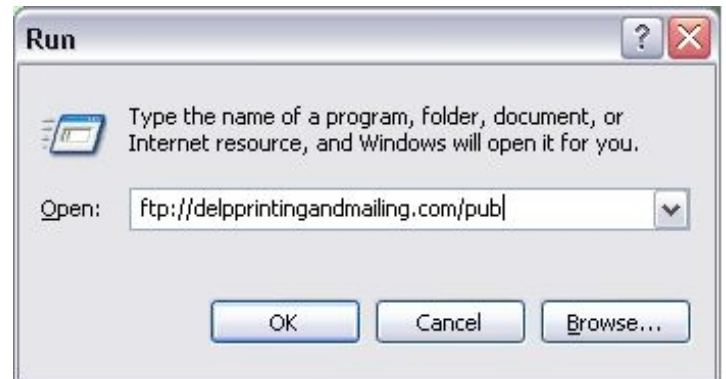 Run
Type the name of a program, folder, document, or
Internet resource, and Windows will open it for you.
Open: ftp://delpprintingandmailing.com/pub
OK Cancel Browse...